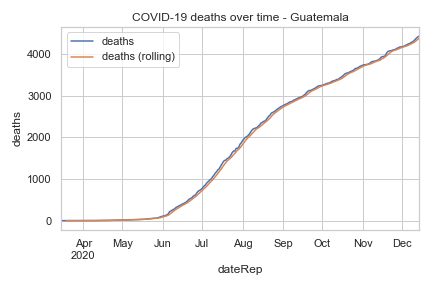 COVID-19 deaths over time - Guatemala
deaths
deaths (rolling)
deaths
4000
3000
2000
1000
0
Apr
2020
May
Jun
Jul
Aug
Sep
Oct
Nov
Dec
dateRep